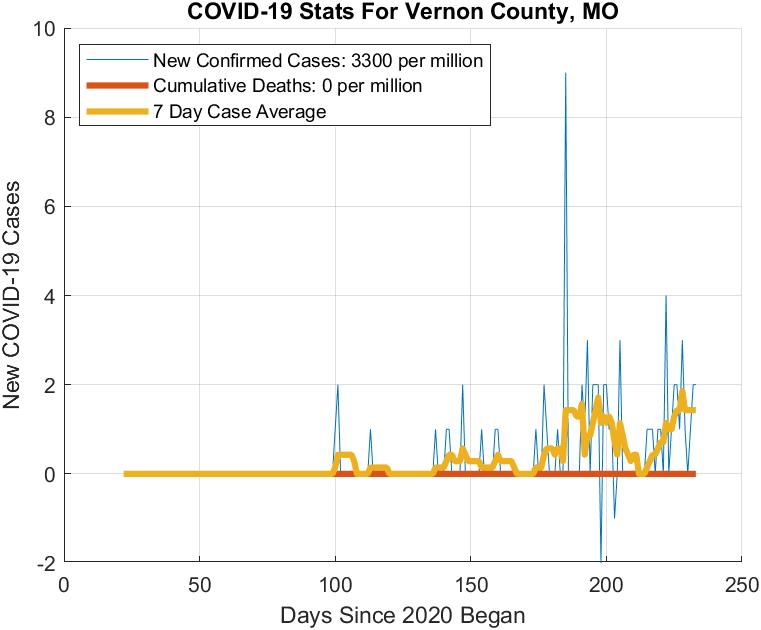 COVID-19 Stats For Vernon County, MO
10
8
6
4
2
0
-2
New COVID-19 Cases
New Confirmed Cases: 3300 per million
Cumulative Deaths: 0 per million
7 Day Case Average
0 50 100 150 200 250
Days Since 2020 Began